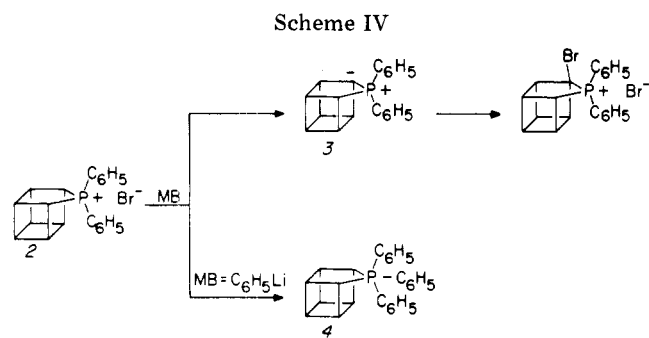 Scheme IV
Br
C6H5
P
+
Br−
C6H5
−
C6H5
P
+
C6H5
3
C6H5
P
+
Br−
C6H5
2
MB
MB = C6H5Li
C6H5
P − C6H5
C6H5
4